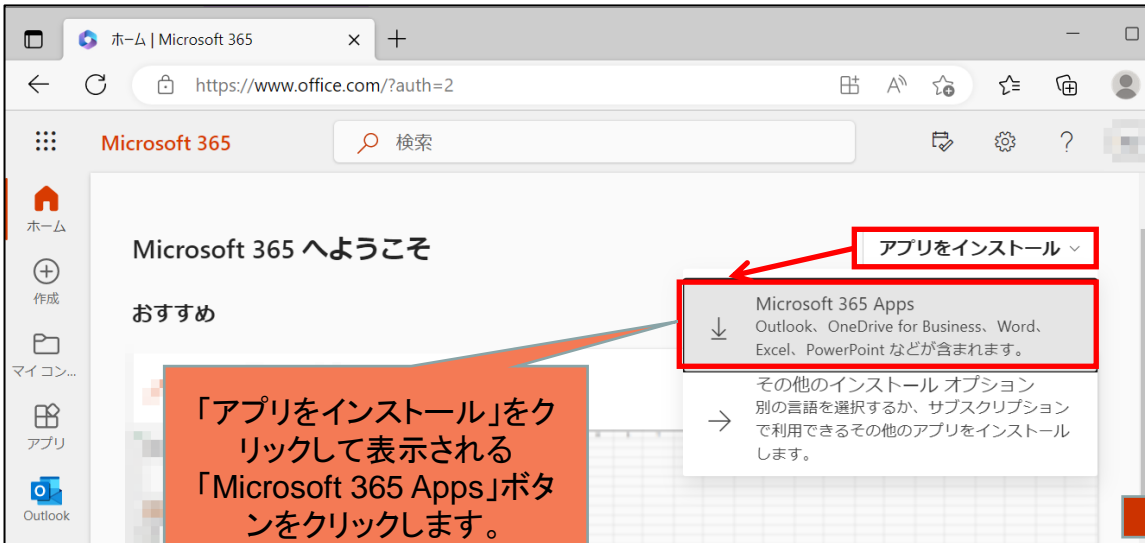 ホーム | Microsoft 365
https://www.office.com/?auth=2
Microsoft 365
検索
ホーム
作成
マイ コン...
アプリ
Outlook
Microsoft 365 へようこそ
アプリをインストール
おすすめ
Microsoft 365 Apps
Outlook、OneDrive for Business、Word、
Excel、PowerPoint などが含まれます。
その他のインストール オプション
別の言語を選択するか、サブスクリプション
で利用できるその他のアプリをインストール
します。
「アプリをインストール」をク
リックして表示される
「Microsoft 365 Apps」ボタ
ンをクリックします。